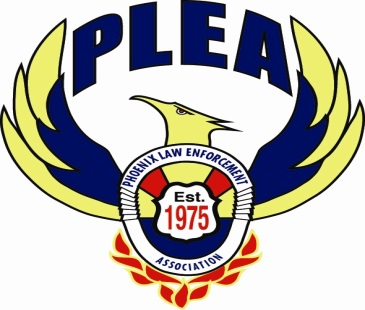 PLEA
PHOENIX LAW ENFORCEMENT
Est.
1975
ASSOCIATION